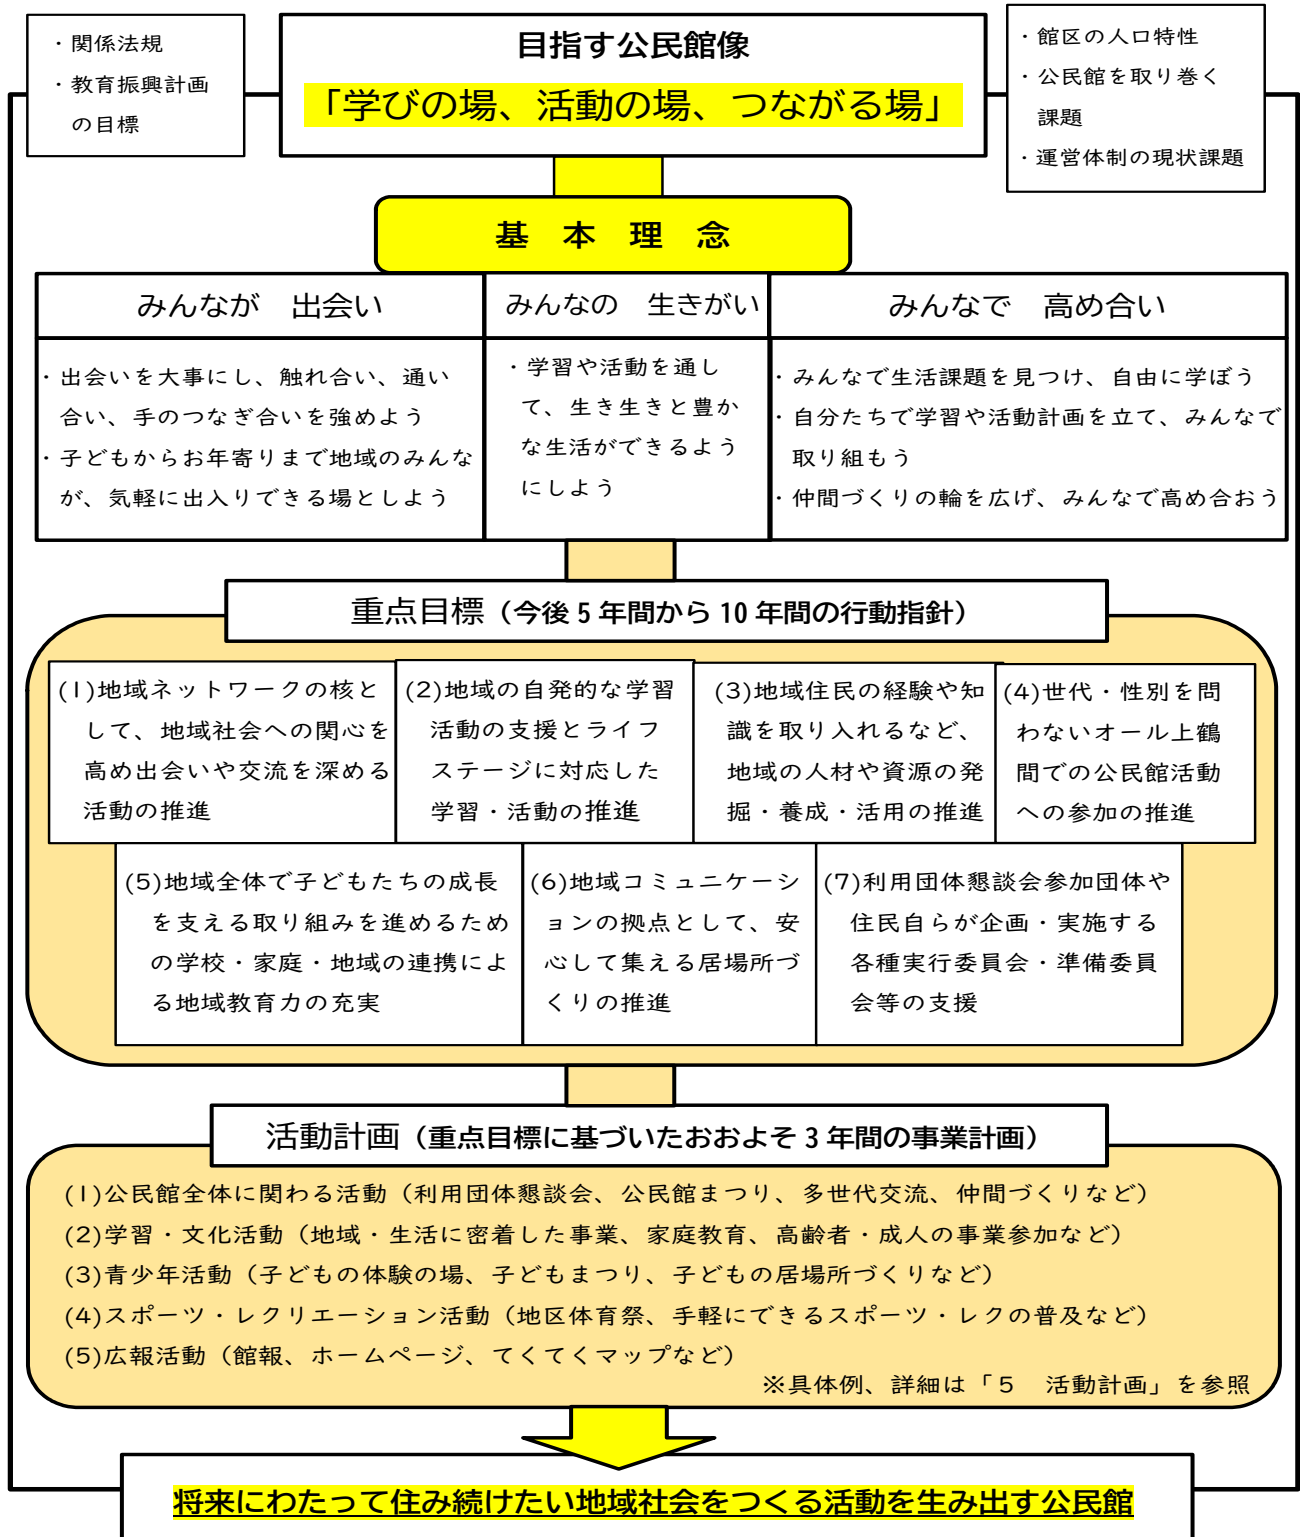 ・関係法規
・教育振興計画
の目標
目指す公民館像
「学びの場、活動の場、つながる場」
・館区の人口特性
・公民館を取り巻く
課題
・運営体制の現状課題
基 本 理 念
みんなが 出会い
・出会いを大事にし、触れ合い、通い
合い、手のつなぎ合いを強めよう
・子どもからお年寄りまで地域のみんな
が、気軽に出入りできる場としよう
みんなの 生きがい
・学習や活動を通し
て、生き生きと豊か
な生活ができるよう
にしよう
みんなで 高め合い
・みんなで生活課題を見つけ、自由に学ぼう
・自分たちで学習や活動計画を立て、みんなで
取り組もう
・仲間づくりの輪を広げ、みんなで高め合おう
重点目標（今後 5 年間から 10 年間の行動指針）
(1)地域ネットワークの核と
して、地域社会への関心を
高め出会いや交流を深める
活動の推進
(2)地域の自発的な学習
活動の支援とライフ
ステージに対応した
学習・活動の推進
(3)地域住民の経験や知
識を取り入れるなど、
地域の人材や資源の発
掘・養成・活用の推進
(4)世代・性別を問
わないオール上鶴
間での公民館活動
への参加の推進
(5)地域全体で子どもたちの成長
を支える取り組みを進めるため
の学校・家庭・地域の連携によ
る地域教育力の充実
(6)地域コミュニケーシ
ョンの拠点として、安
心して集える居場所づ
くりの推進
(7)利用団体懇談会参加団体や
住民自らが企画・実施する
各種実行委員会・準備委員
会等の支援
活動計画（重点目標に基づいたおおよそ 3 年間の事業計画）
(1)公民館全体に関わる活動（利用団体懇談会、公民館まつり、多世代交流、仲間づくりなど）
(2)学習・文化活動（地域・生活に密着した事業、家庭教育、高齢者・成人の事業参加など）
(3)青少年活動（子どもの体験の場、子どもまつり、子どもの居場所づくりなど）
(4)スポーツ・レクリエーション活動（地区体育祭、手軽にできるスポーツ・レクの普及など）
(5)広報活動（館報、ホームページ、てくてくマップなど）
※具体例、詳細は「５ 活動計画」を参照
将来にわたって住み続けたい地域社会をつくる活動を生み出す公民館